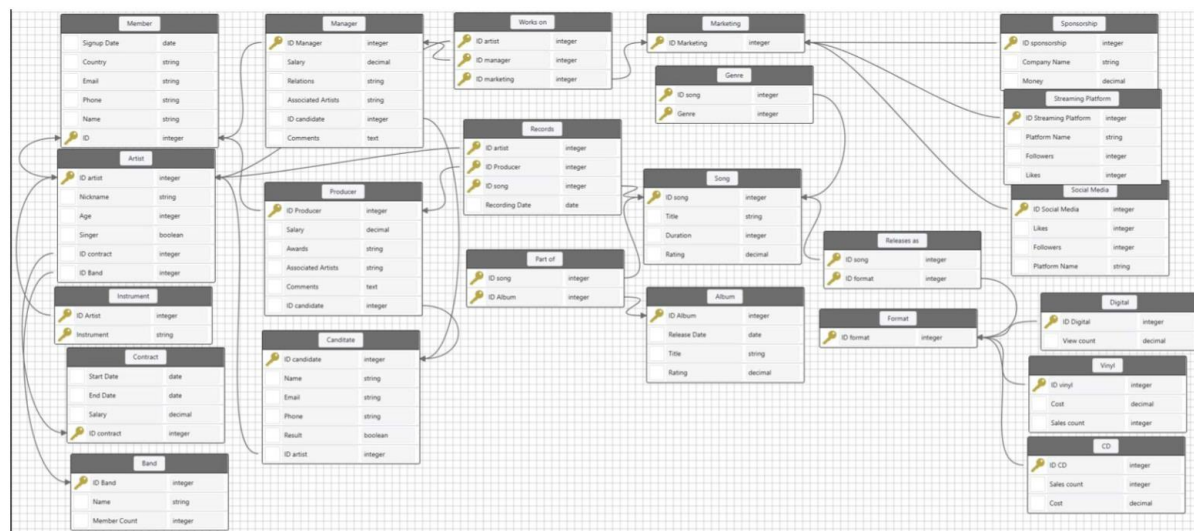 Member
Signup Date date
Country string
Email string
Phone string
Name string
ID integer
Artist
ID artist integer
Nickname string
Age integer
Singer boolean
ID contract integer
ID Band integer
Instrument
ID Artist integer
Instrument string
Contract
Start Date date
End Date date
Salary decimal
ID contract integer
Band
ID Band integer
Name string
Member Count integer
Manager
ID Manager integer
Salary decimal
Relations string
Associated Artists string
ID candidate integer
Comments text
Producer
ID Producer integer
Salary decimal
Awards string
Associated Artists string
Comments text
ID candidate integer
Canditate
ID candidate integer
Name string
Email string
Phone string
Result boolean
ID artist integer
Works on
ID artist integer
ID manager integer
ID marketing integer
Records
ID artist integer
ID Producer integer
ID song integer
Recording Date date
Part of
ID song integer
ID Album integer
Marketing
ID Marketing integer
Genre
ID song integer
Genre integer
Song
ID song integer
Title string
Duration integer
Rating decimal
Album
ID Album integer
Release Date date
Title string
Rating decimal
Releases as
ID song integer
ID format integer
Format
ID format integer
Sponsorship
ID sponsorship integer
Company Name string
Money decimal
Streaming Platform
ID Streaming Platform integer
Platform Name string
Followers integer
Likes integer
Social Media
ID Social Media integer
Likes integer
Followers integer
Platform Name string
Digital
ID Digital integer
View count decimal
Vinyl
ID vinyl integer
Cost decimal
Sales count integer
CD
ID CD integer
Sales count integer
Cost decimal